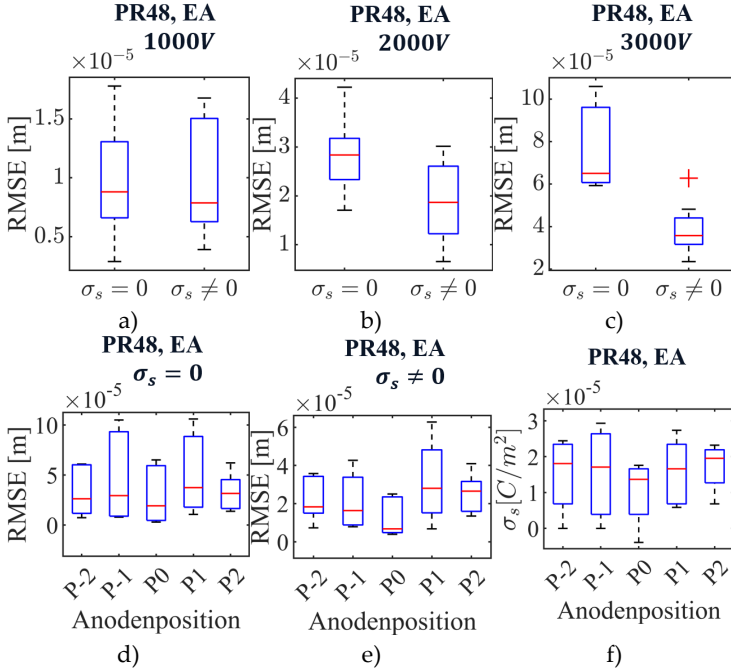 PR48, EA
1000V
×10⁻⁵
RMSE [m]
1.5
1
0.5
σₛ = 0
σₛ ≠ 0
a)
PR48, EA
2000V
×10⁻⁵
RMSE [m]
4
3
2
1
σₛ = 0
σₛ ≠ 0
b)
PR48, EA
3000V
×10⁻⁵
RMSE [m]
10
8
6
4
2
σₛ = 0
σₛ ≠ 0
c)
PR48, EA
σₛ = 0
×10⁻⁵
RMSE [m]
10
5
0
P-2
P-1
P0
P1
P2
Anodenposition
d)
PR48, EA
σₛ ≠ 0
×10⁻⁵
RMSE [m]
6
4
2
0
P-2
P-1
P0
P1
P2
Anodenposition
e)
PR48, EA
×10⁻⁵
σₛ[C/m²]
3
2
1
0
P-2
P-1
P0
P1
P2
Anodenposition
f)